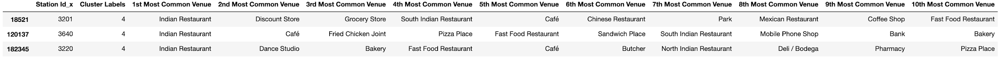 Station Id_x Cluster Labels 1st Most Common Venue 2nd Most Common Venue 3rd Most Common Venue 4th Most Common Venue 5th Most Common Venue 6th Most Common Venue 7th Most Common Venue 8th Most Common Venue 9th Most Common Venue 10th Most Common Venue
18521 3201 4 Indian Restaurant Discount Store Grocery Store South Indian Restaurant Café Chinese Restaurant Park Mexican Restaurant Coffee Shop Fast Food Restaurant
120137 3640 4 Indian Restaurant Café Fried Chicken Joint Pizza Place Fast Food Restaurant Sandwich Place South Indian Restaurant Mobile Phone Shop Bank Bakery
182345 3220 4 Indian Restaurant Dance Studio Bakery Fast Food Restaurant Café Butcher North Indian Restaurant Deli / Bodega Pharmacy Pizza Place